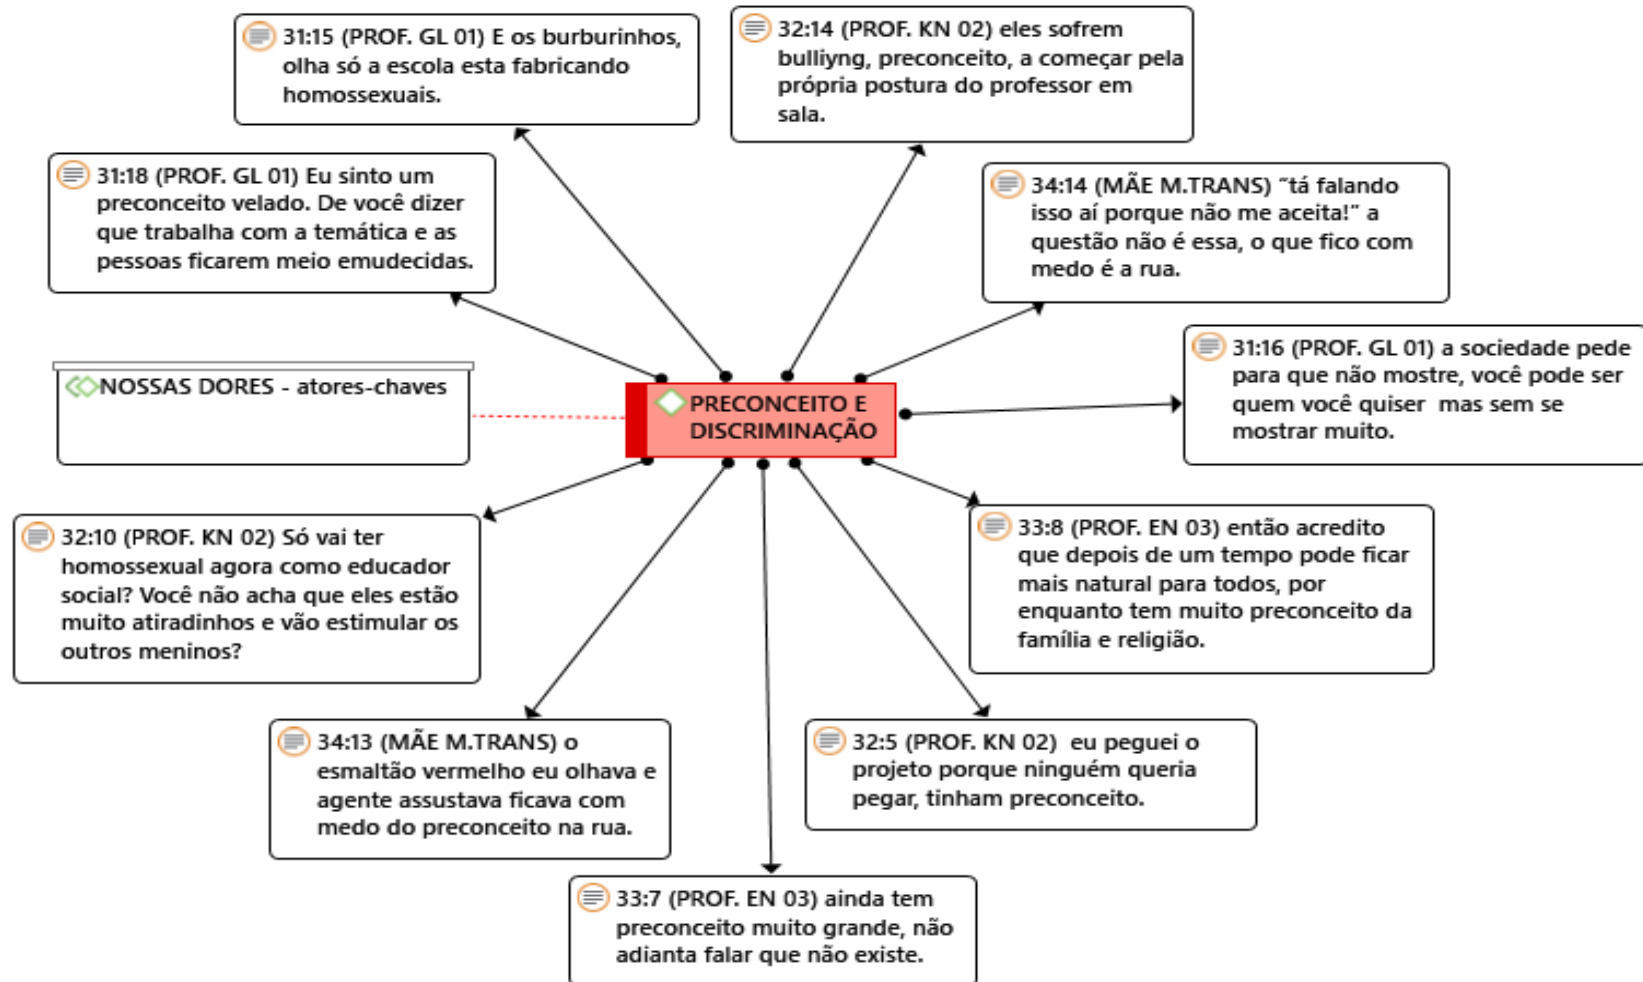 31:15 (PROF. GL 01) E os burburinhos,
olha só a escola esta fabricando
homossexuais.
32:14 (PROF. KN 02) eles sofrem
bulliyng, preconceito, a começar pela
própria postura do professor em
sala.
31:18 (PROF. GL 01) Eu sinto um
preconceito velado. De você dizer
que trabalha com a temática e as
pessoas ficarem meio emudecidas.
34:14 (MÃE M.TRANS) “tá falando
isso aí porque não me aceita!” a
questão não é essa, o que fico com
medo é a rua.
31:16 (PROF. GL 01) a sociedade pede
para que não mostre, você pode ser
quem você quiser mas sem se
mostrar muito.
NOSSAS DORES - atores-chaves
PRECONCEITO E
DISCRIMINAÇÃO
32:10 (PROF. KN 02) Só vai ter
homossexual agora como educador
social? Você não acha que eles estão
muito atiradinhos e vão estimular os
outros meninos?
33:8 (PROF. EN 03) então acredito
que depois de um tempo pode ficar
mais natural para todos, por
enquanto tem muito preconceito da
família e religião.
34:13 (MÃE M.TRANS) o
esmaltão vermelho eu olhava e
agente assustava ficava com
medo do preconceito na rua.
32:5 (PROF. KN 02) eu peguei o
projeto porque ninguém queria
pegar, tinham preconceito.
33:7 (PROF. EN 03) ainda tem
preconceito muito grande, não
adianta falar que não existe.